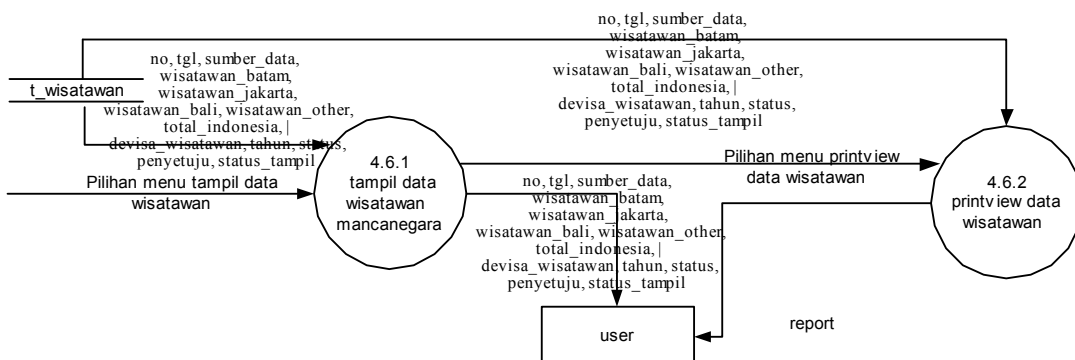 no, tgl, sumber_data,
wisatawan_batam,
wisatawan_jakarta,
wisatawan_bali, wisatawan_other,
total_indonesia, |
devisa_wisatawan, tahun, status,
penyetuju, status_tampil
no, tgl, sumber_data,
wisatawan_batam,
wisatawan_jakarta,
wisatawan_bali, wisatawan_other,
total_indonesia, |
devisa_wisatawan, tahun, status,
penyetuju, status_tampil
t_wisatawan
Pilihan menu tampil data
wisatawan
4.6.1
tampil data
wisatawan
mancanegara
Pilihan menu printview
data wisatawan
4.6.2
printview data
wisatawan
no, tgl, sumber_data,
wisatawan_batam,
wisatawan_jakarta,
wisatawan_bali, wisatawan_other,
total_indonesia, |
devisa_wisatawan, tahun, status,
penyetuju, status_tampil
user
report